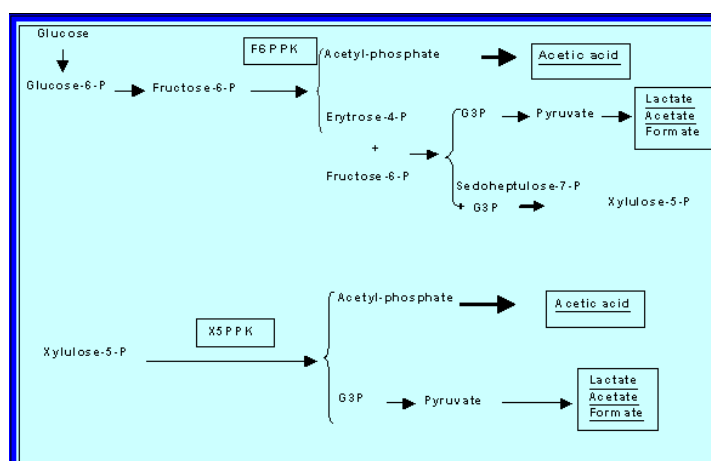 Glucose
F6PPK
Acetyl-phosphate
Acetic acid
Glucose-6-P
Fructose-6-P
Erytrose-4-P
G3P
Pyruvate
Lactate
Acetate
Formate
+
Fructose-6-P
Sedoheptulose-7-P
+ G3P
Xylulose-5-P
Acetyl-phosphate
Acetic acid
X5PPK
Xylulose-5-P
G3P
Pyruvate
Lactate
Acetate
Formate